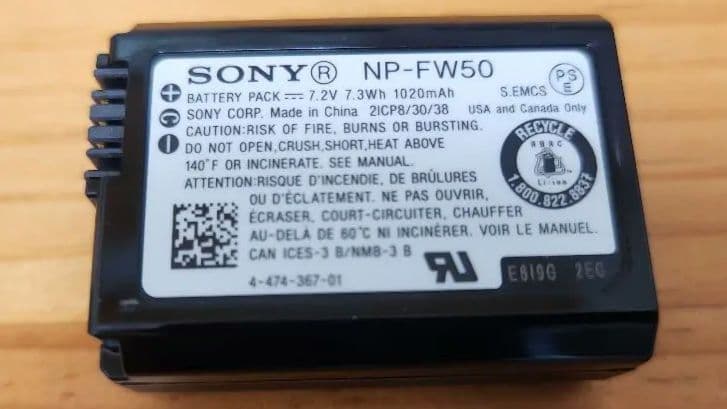 SONY® NP-FW50
BATTERY PACK ⎓ 7.2V 7.3Wh 1020mAh S.EMCS PSE
SONY CORP. Made in China 2ICP8/30/38 USA and Canada Only
CAUTION:RISK OF FIRE, BURNS OR BURSTING.
DO NOT OPEN,CRUSH,SHORT,HEAT ABOVE
140°F OR INCINERATE. SEE MANUAL.
ATTENTION:RISQUE D'INCENDIE, DE BRÛLURES
OU D'ÉCLATEMENT. NE PAS OUVRIR,
ÉCRASER, COURT-CIRCUITER, CHAUFFER
AU-DELÀ DE 60°C NI INCINÉRER. VOIR LE MANUEL.
CAN ICES-3 B/NMB-3 B
4-474-367-01
RECYCLE
RBRC
Li-ion
1.800.822.8837
+
C
−
RU
E819G 2EG